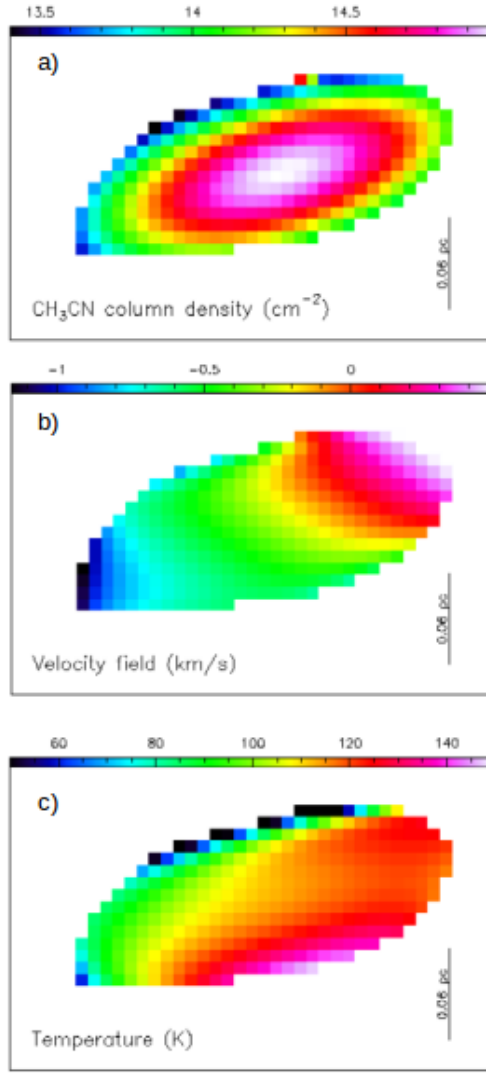 13.5 14 14.5
a)
0.06 pc
CH₃CN column density (cm⁻²)
−1 −0.5 0
b)
0.06 pc
Velocity field (km/s)
60 80 100 120 140
c)
0.06 pc
Temperature (K)